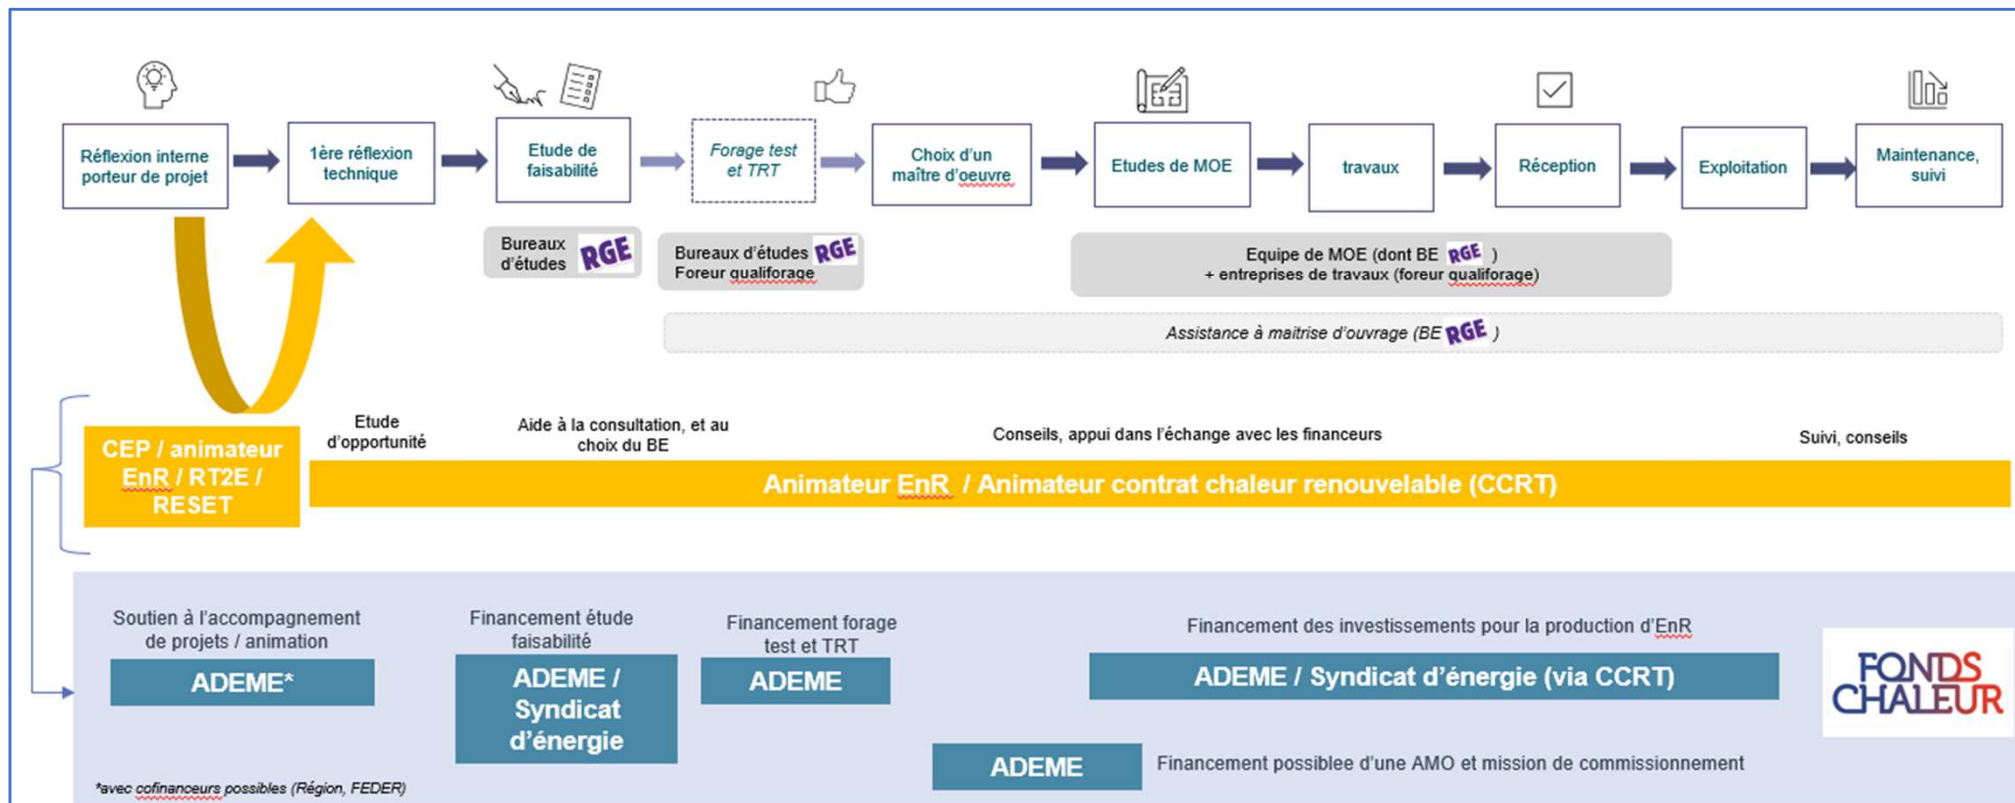 Réflexion interne
porteur de projet
1ère réflexion
technique
Etude de
faisabilité
Forage test
et TRT
Choix d'un
maître d'oeuvre
Etudes de MOE
travaux
Réception
Exploitation
Maintenance,
suivi
Bureaux
d'études RGE
Bureaux d'études RGE
Foreur qualiforage
Equipe de MOE (dont BE RGE )
+ entreprises de travaux (foreur qualiforage)
Assistance à maitrise d'ouvrage (BE RGE )
CEP / animateur
EnR / RT2E /
RESET
Etude
d'opportunité
Aide à la consultation, et au
choix du BE
Conseils, appui dans l'échange avec les financeurs
Suivi, conseils
Animateur EnR / Animateur contrat chaleur renouvelable (CCRT)
Soutien à l'accompagnement
de projets / animation
ADEME*
Financement étude
faisabilité
ADEME /
Syndicat
d'énergie
Financement forage
test et TRT
ADEME
Financement des investissements pour la production d'EnR
ADEME / Syndicat d'énergie (via CCRT)
FONDS
CHALEUR
ADEME
Financement possiblee d'une AMO et mission de commissionnement
*avec cofinanceurs possibles (Région, FEDER)